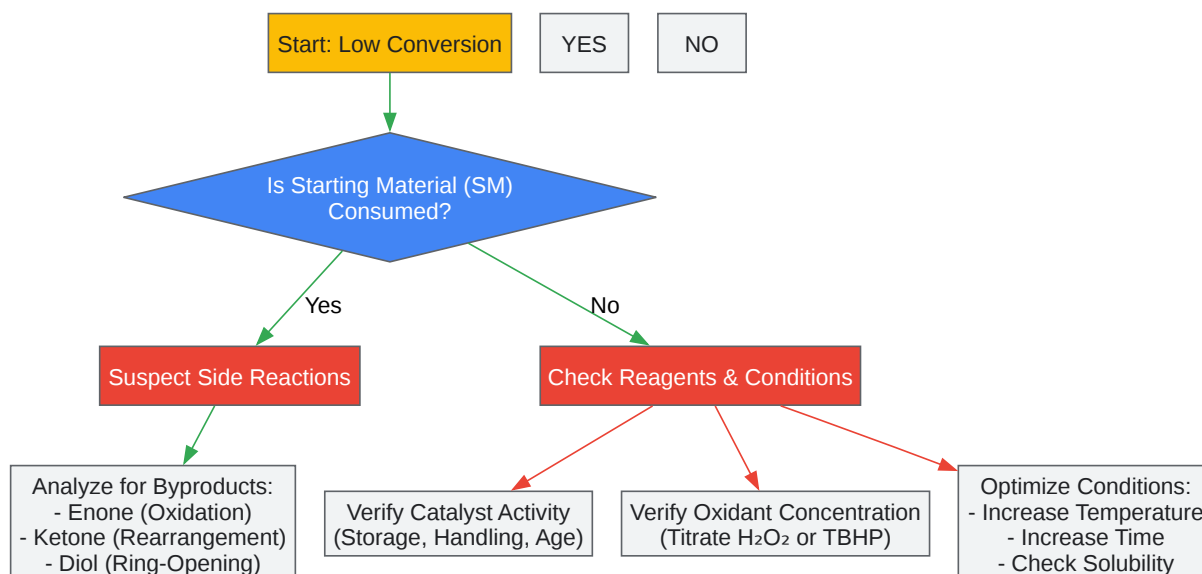 Start: Low Conversion
YES
NO
Is Starting Material (SM)
Consumed?
Yes
No
Suspect Side Reactions
Check Reagents & Conditions
Analyze for Byproducts:
- Enone (Oxidation)
- Ketone (Rearrangement)
- Diol (Ring-Opening)
Verify Catalyst Activity
(Storage, Handling, Age)
Verify Oxidant Concentration
(Titrate H₂O₂ or TBHP)
Optimize Conditions:
- Increase Temperature
- Increase Time
- Check Solubility